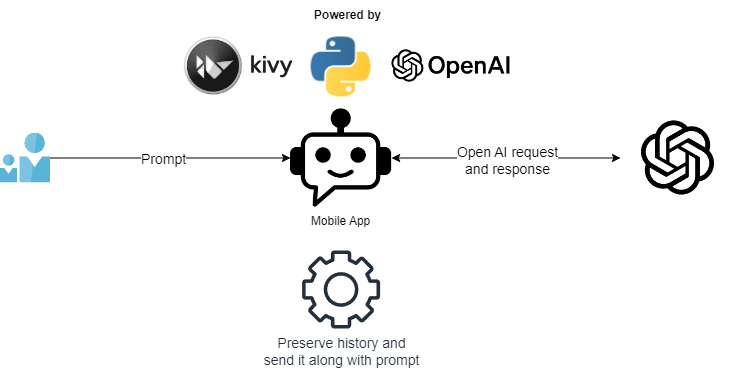 Powered by
kivy
OpenAI
Prompt
Open AI request
and response
Mobile App
Preserve history and
send it along with prompt